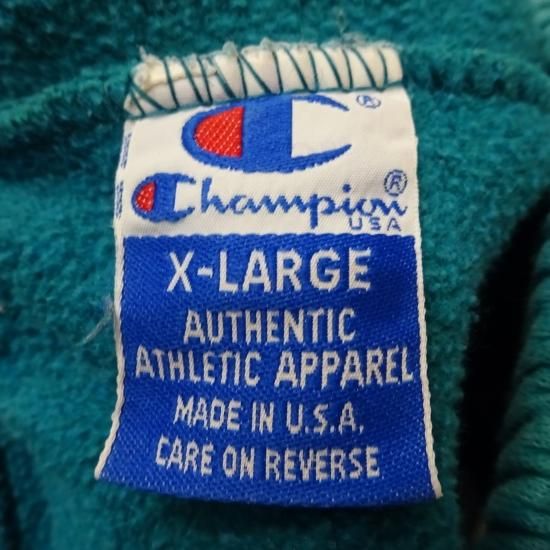 ®
Champion®
USA
X-LARGE
AUTHENTIC
ATHLETIC APPAREL
MADE IN U.S.A.
CARE ON REVERSE